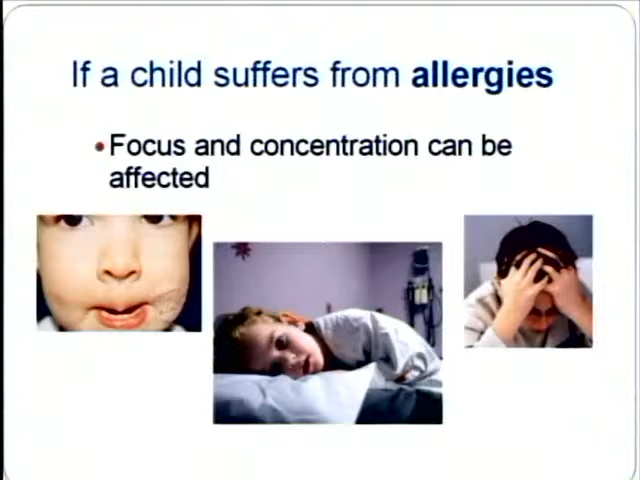 If a child suffers from allergies
Focus and concentration can be
affected